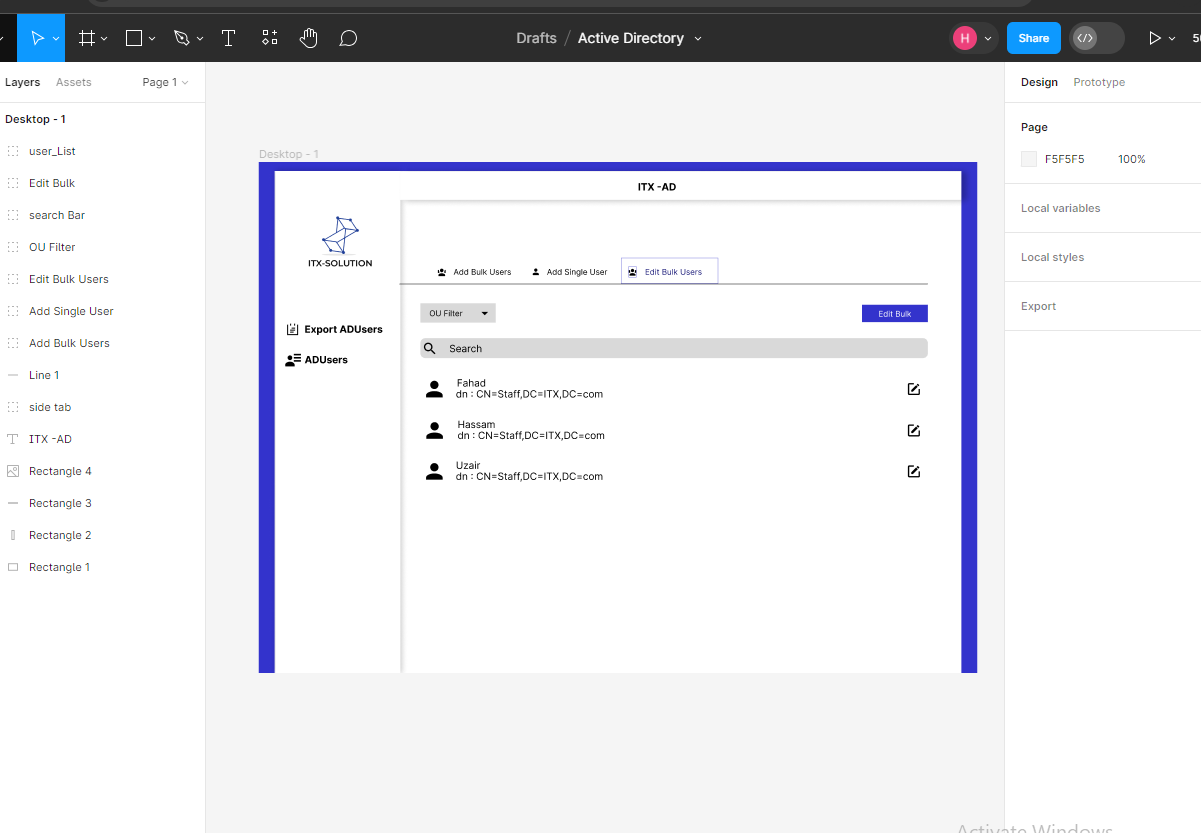 Drafts / Active Directory
H
Share
</>
Layers Assets Page 1
Design Prototype
Desktop - 1
user_List
Edit Bulk
search Bar
OU Filter
Edit Bulk Users
Add Single User
Add Bulk Users
Line 1
side tab
ITX -AD
Rectangle 4
Rectangle 3
Rectangle 2
Rectangle 1
Desktop - 1
ITX -AD
ITX-SOLUTION
Export ADUsers
ADUsers
Add Bulk Users Add Single User Edit Bulk Users
OU Filter
Edit Bulk
Search
Fahad
dn : CN=Staff,DC=ITX,DC=com
Hassam
dn : CN=Staff,DC=ITX,DC=com
Uzair
dn : CN=Staff,DC=ITX,DC=com
Page
F5F5F5 100%
Local variables
Local styles
Export
Activate Windows